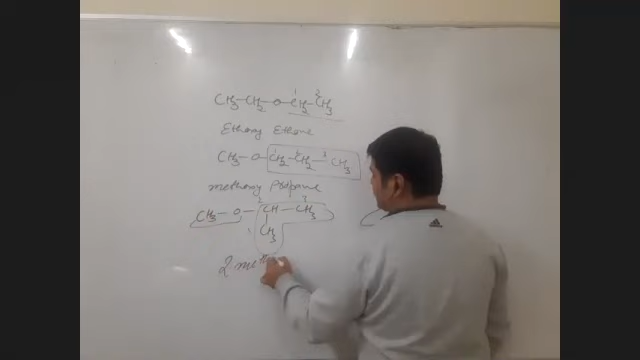 CH3-CH2-O-CH2-CH3
Ethoxy Ethane
CH3-O-CH2-CH2-CH3
methoxy Propane
CH3-O-CH-CH3
CH3
2 meth